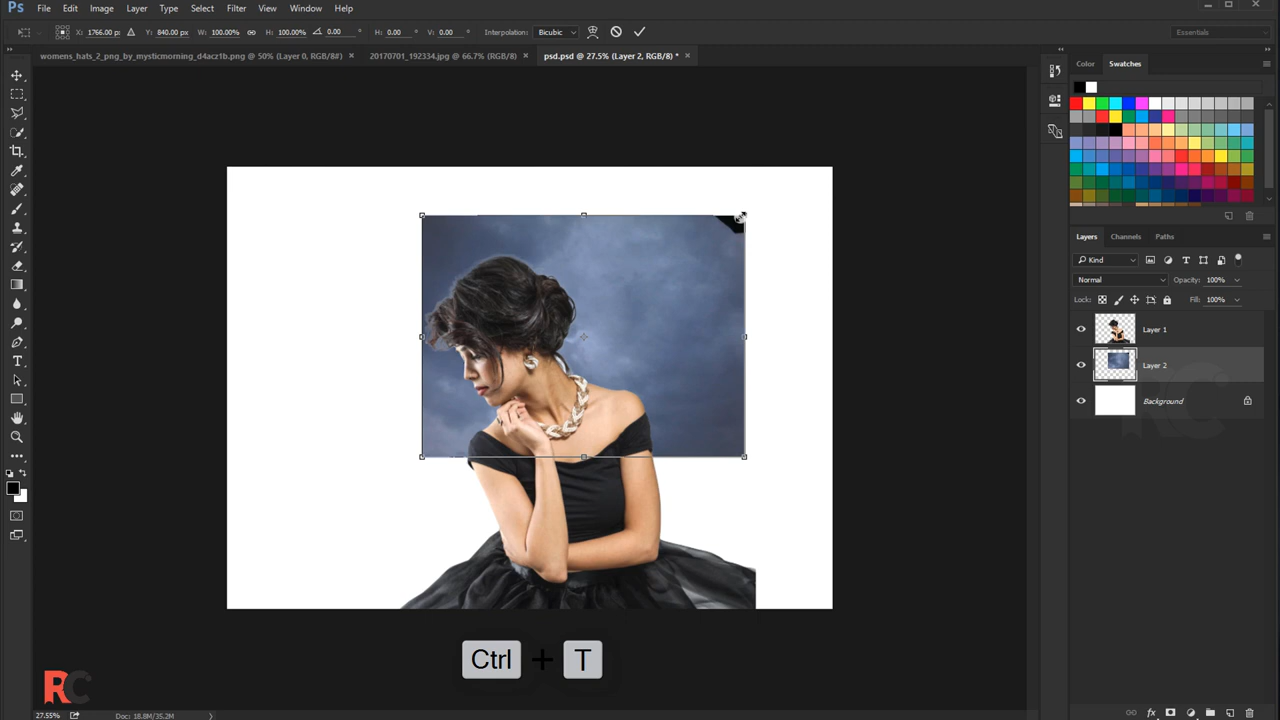 Ps File Edit Image Layer Type Select Filter View Window Help
X: 1766.00 px Y: 840.00 px W: 100.00% H: 100.00% 0.00 ° H: 0.00 ° V: 0.00 ° Interpolation: Bicubic Essentials
womens_hats_2_png_by_mysticmorning_d4acz1b.png @ 50% (Layer 0, RGB/8#) × 20170701_192334.jpg @ 66.7% (RGB/8) × psd.psd @ 27.5% (Layer 2, RGB/8) * ×
Color Swatches
Layers Channels Paths
Kind
Normal Opacity: 100%
Lock: Fill: 100%
Layer 1
Layer 2
Background
RC
Ctrl + T
RC
27.55% Doc: 18.8M/35.2M
fx